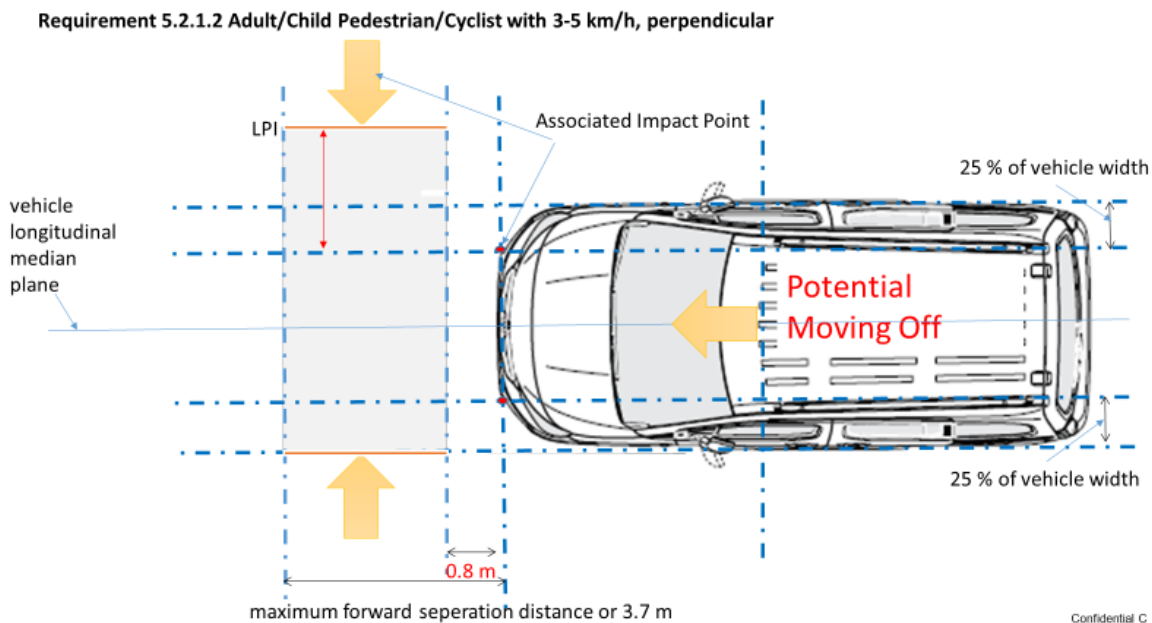 Requirement 5.2.1.2 Adult/Child Pedestrian/Cyclist with 3-5 km/h, perpendicular
LPI
Associated Impact Point
25 % of vehicle width
vehicle
longitudinal
median
plane
Potential
Moving Off
25 % of vehicle width
0.8 m
maximum forward seperation distance or 3.7 m
Confidential C